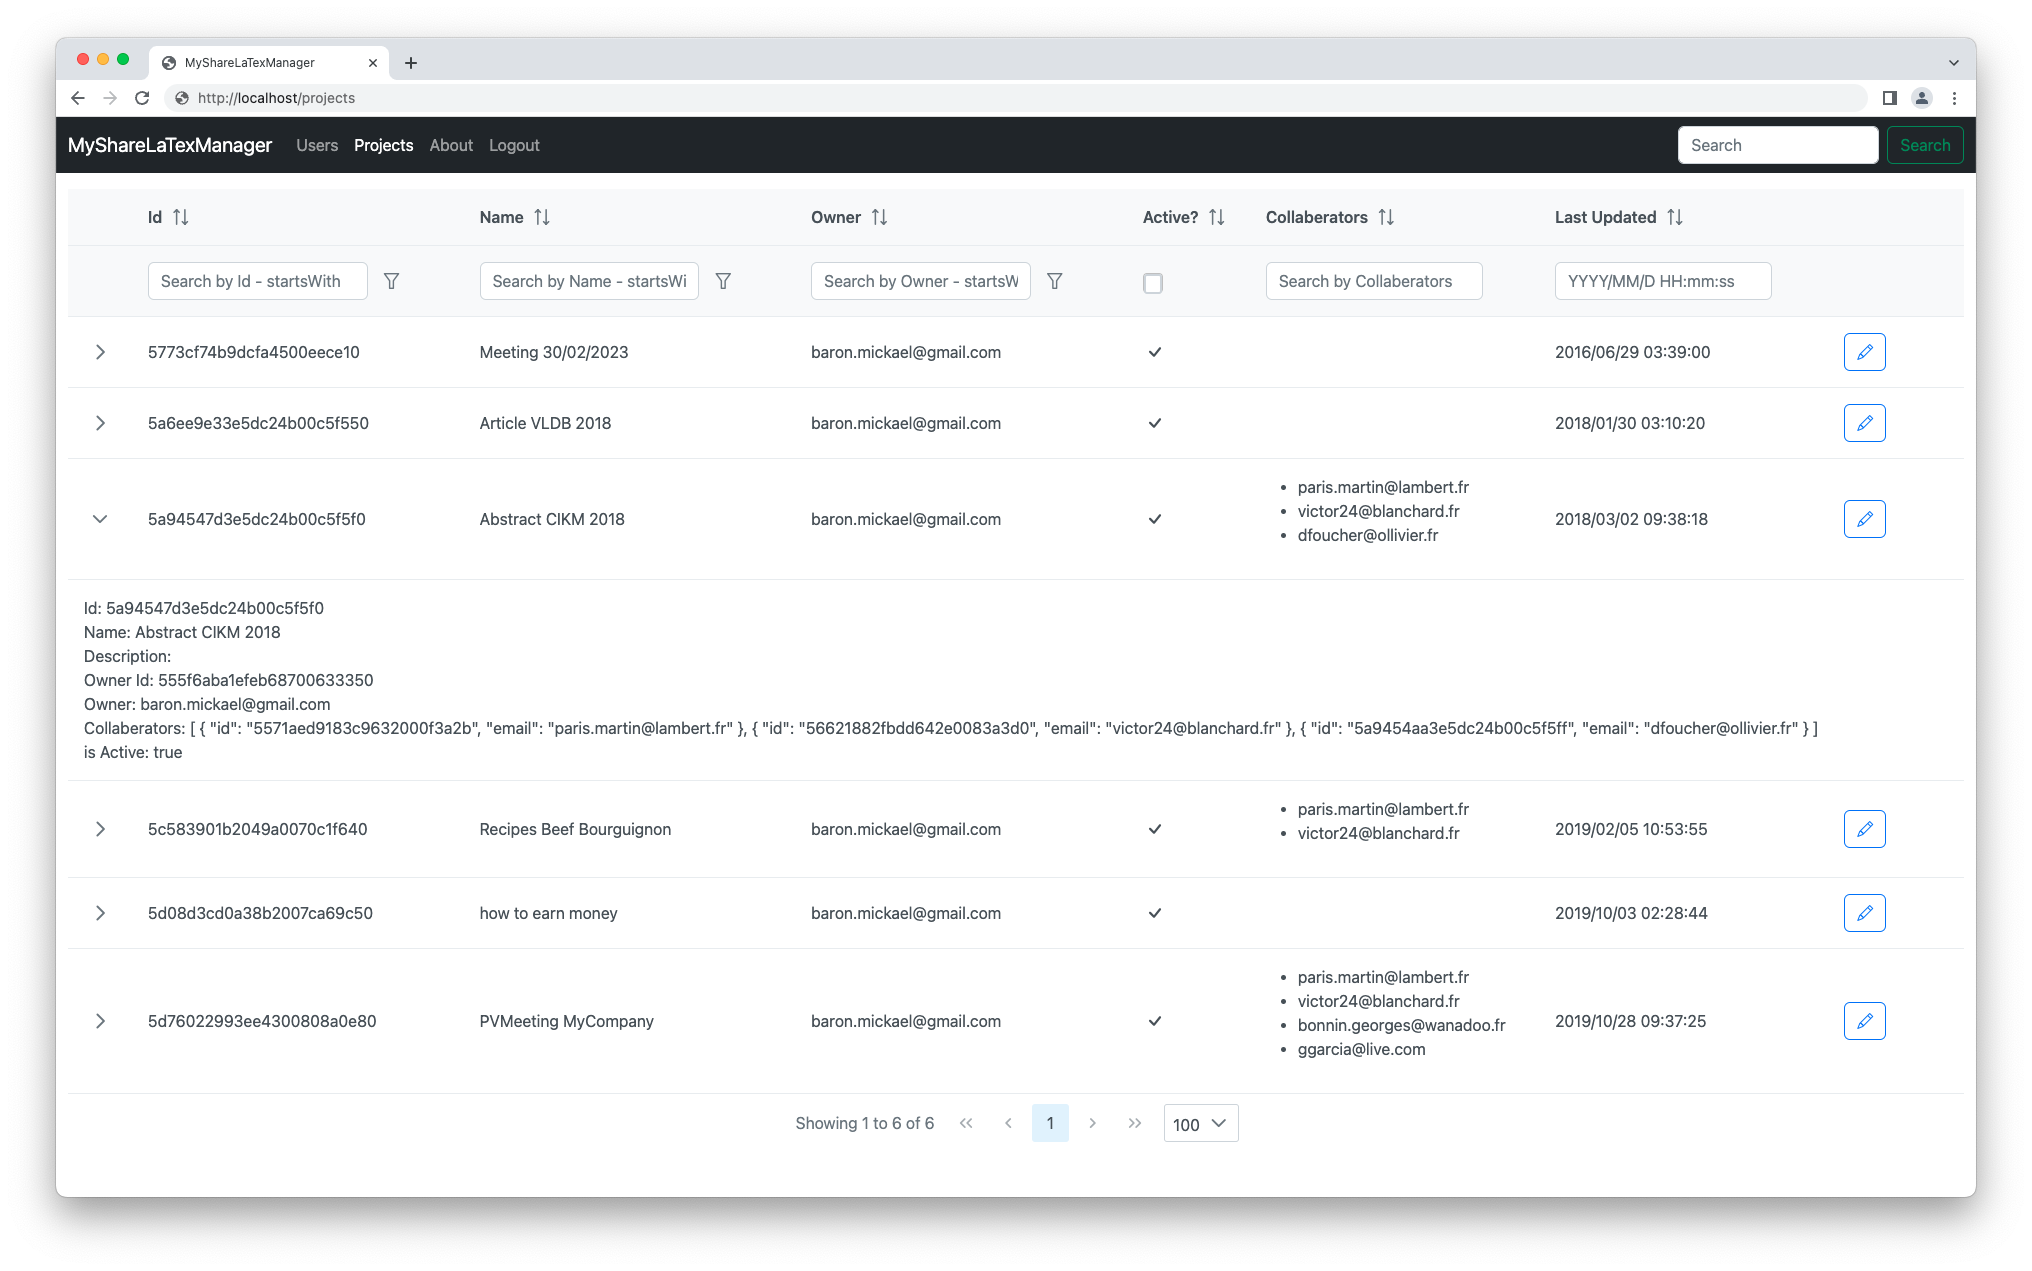 MyShareLaTexManager
http://localhost/projects
MyShareLaTexManager Users Projects About Logout Search Search
Id Name Owner Active? Collaberators Last Updated
Search by Id - startsWith Search by Name - startsWi Search by Owner - startsW Search by Collaberators YYYY/MM/D HH:mm:ss
5773cf74b9dcfa4500eece10 Meeting 30/02/2023 baron.mickael@gmail.com 2016/06/29 03:39:00
5a6ee9e33e5dc24b00c5f550 Article VLDB 2018 baron.mickael@gmail.com 2018/01/30 03:10:20
5a94547d3e5dc24b00c5f5f0 Abstract CIKM 2018 baron.mickael@gmail.com
• paris.martin@lambert.fr
• victor24@blanchard.fr
• dfoucher@ollivier.fr
2018/03/02 09:38:18
Id: 5a94547d3e5dc24b00c5f5f0
Name: Abstract CIKM 2018
Description:
Owner Id: 555f6aba1efeb68700633350
Owner: baron.mickael@gmail.com
Collaberators: [ { "id": "5571aed9183c9632000f3a2b", "email": "paris.martin@lambert.fr" }, { "id": "56621882fbdd642e0083a3d0", "email": "victor24@blanchard.fr" }, { "id": "5a9454aa3e5dc24b00c5f5ff", "email": "dfoucher@ollivier.fr" } ]
is Active: true
5c583901b2049a0070c1f640 Recipes Beef Bourguignon baron.mickael@gmail.com
• paris.martin@lambert.fr
• victor24@blanchard.fr
2019/02/05 10:53:55
5d08d3cd0a38b2007ca69c50 how to earn money baron.mickael@gmail.com 2019/10/03 02:28:44
5d76022993ee4300808a0e80 PVMeeting MyCompany baron.mickael@gmail.com
• paris.martin@lambert.fr
• victor24@blanchard.fr
• bonnin.georges@wanadoo.fr
• ggarcia@live.com
2019/10/28 09:37:25
Showing 1 to 6 of 6 1 100